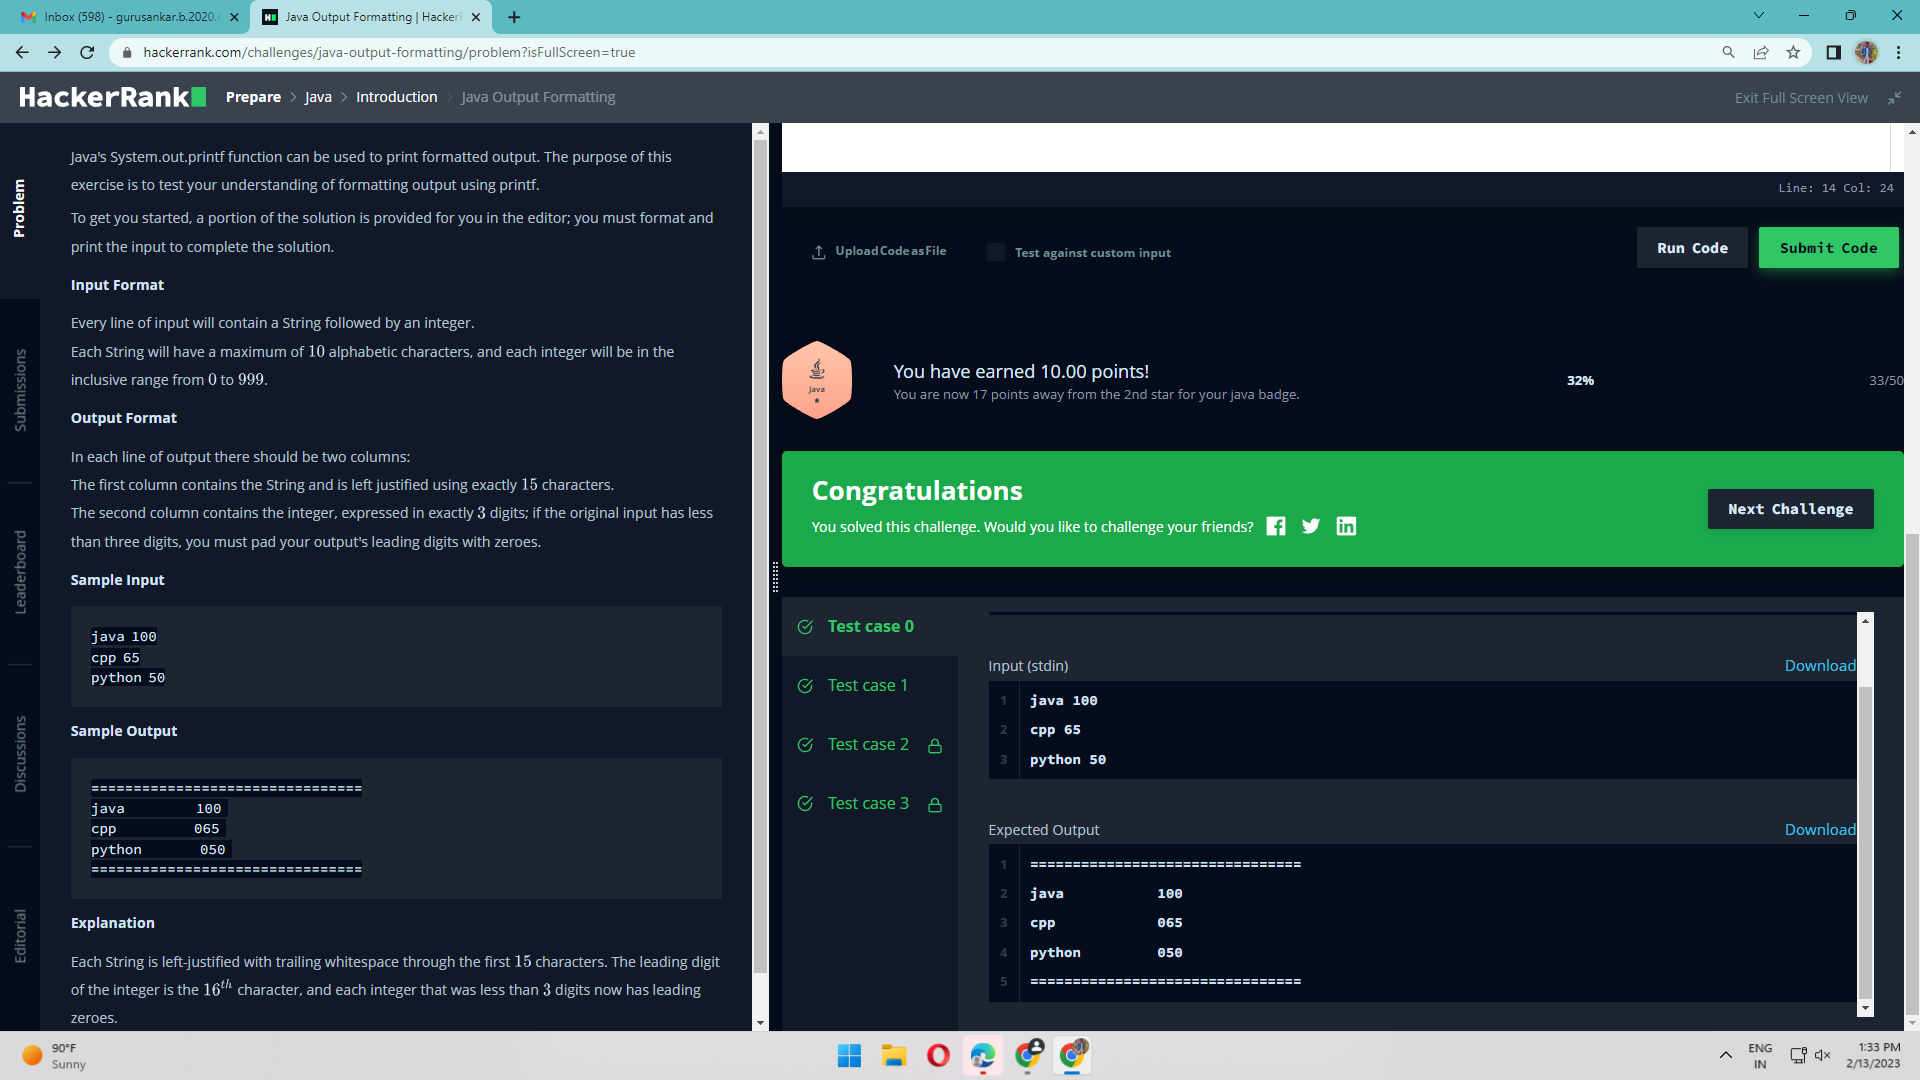 Inbox (598) - gurusankar.b.2020.
Java Output Formatting | Hacker
hackerrank.com/challenges/java-output-formatting/problem?isFullScreen=true
HackerRank
Prepare > Java > Introduction > Java Output Formatting
Exit Full Screen View
Problem
Submissions
Leaderboard
Discussions
Editorial
Java's System.out.printf function can be used to print formatted output. The purpose of this
exercise is to test your understanding of formatting output using printf.
To get you started, a portion of the solution is provided for you in the editor; you must format and
print the input to complete the solution.
Input Format
Every line of input will contain a String followed by an integer.
Each String will have a maximum of 10 alphabetic characters, and each integer will be in the
inclusive range from 0 to 999.
Output Format
In each line of output there should be two columns:
The first column contains the String and is left justified using exactly 15 characters.
The second column contains the integer, expressed in exactly 3 digits; if the original input has less
than three digits, you must pad your output's leading digits with zeroes.
Sample Input
java 100
cpp 65
python 50
Sample Output
================================
java           100
cpp            065
python         050
================================
Explanation
Each String is left-justified with trailing whitespace through the first 15 characters. The leading digit
of the integer is the 16th character, and each integer that was less than 3 digits now has leading
zeroes.
Line: 14 Col: 24
Upload Code as File
Test against custom input
Run Code
Submit Code
Java
You have earned 10.00 points!
You are now 17 points away from the 2nd star for your java badge.
32%
33/50
Congratulations
You solved this challenge. Would you like to challenge your friends?
Next Challenge
Test case 0
Test case 1
Test case 2
Test case 3
Input (stdin)
Download
1 java 100
2 cpp 65
3 python 50
Expected Output
Download
1 ================================
2 java           100
3 cpp            065
4 python         050
5 ================================
90°F
Sunny
ENG
IN
1:33 PM
2/13/2023